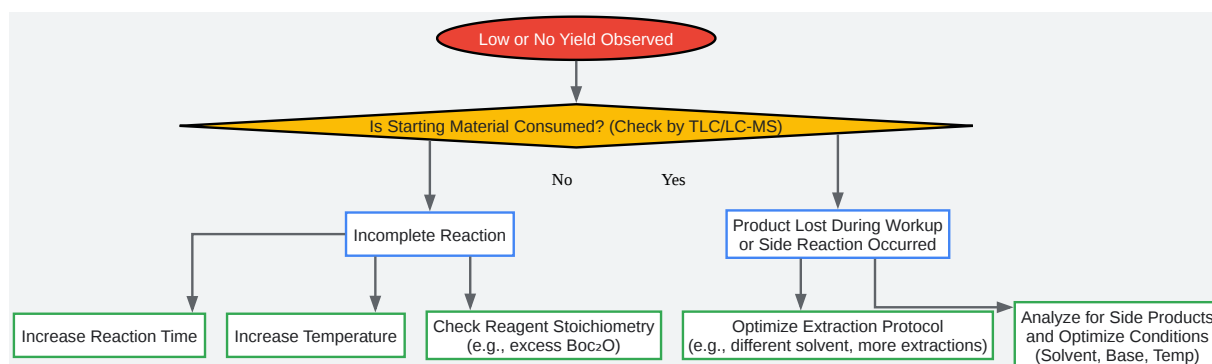 Low or No Yield Observed
Is Starting Material Consumed? (Check by TLC/LC-MS)
No
Yes
Incomplete Reaction
Product Lost During Workup
or Side Reaction Occurred
Increase Reaction Time
Increase Temperature
Check Reagent Stoichiometry
(e.g., excess Boc₂O)
Optimize Extraction Protocol
(e.g., different solvent, more extractions)
Analyze for Side Products
and Optimize Conditions
(Solvent, Base, Temp)